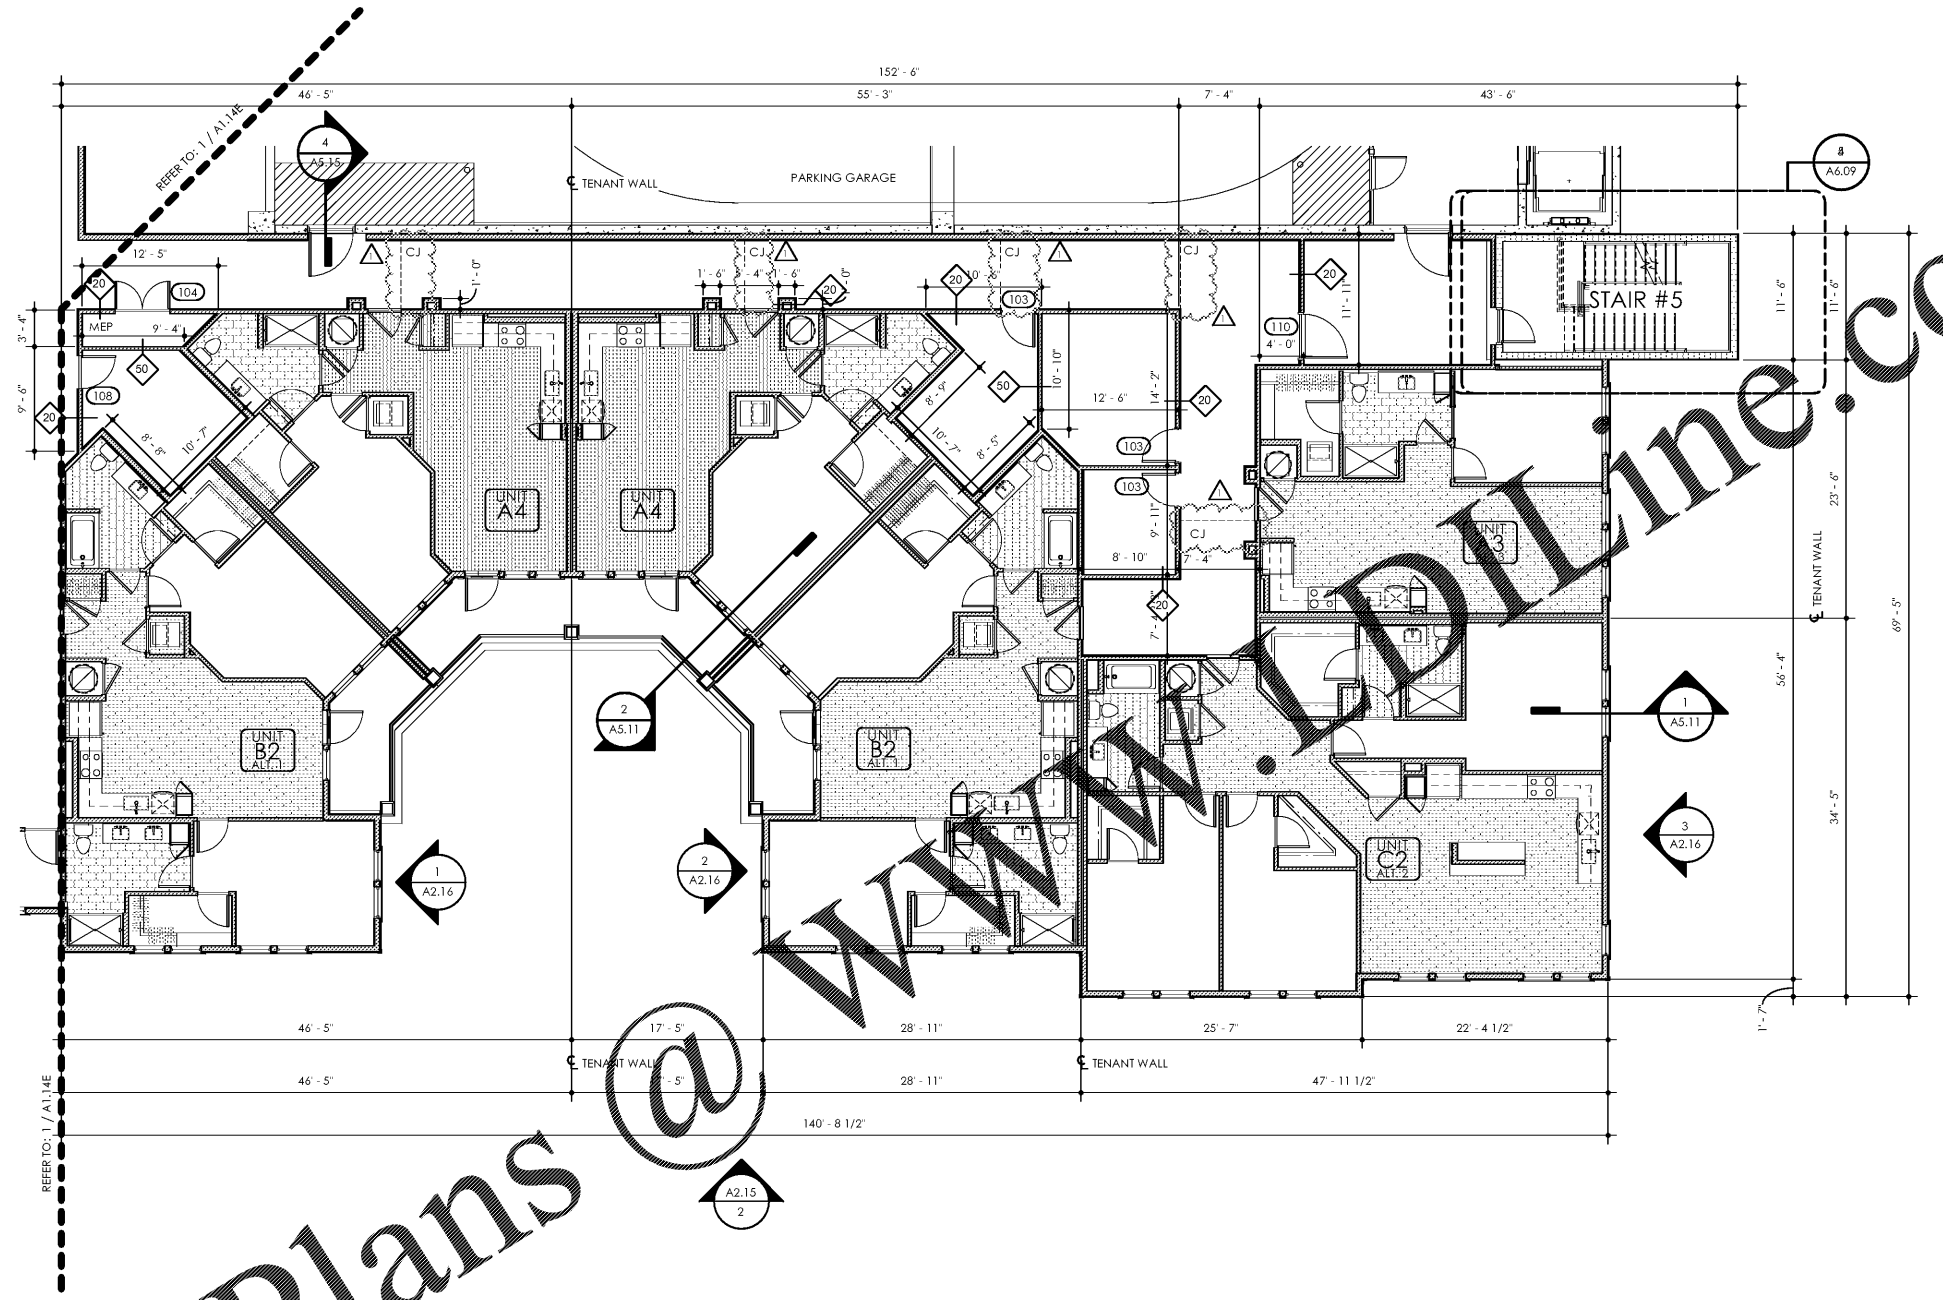 152' - 6"
46' - 5"
55' - 3"
7' - 4"
43' - 6"
REFER TO: 1 / A1.14E
4
A5.15
℄ TENANT WALL
PARKING GARAGE
A6.09
CJ
CJ
CJ
CJ
1
1
1
12' - 5"
20
104
MEP
9' - 4"
3' - 4"
9' - 6"
50
108
20
8' - 8"
10' - 7"
1' - 6"
1' - 6"
1' - 0"
20
20
10' - 6"
103
20
11' - 11"
110
4' - 0"
STAIR #5
11' - 6"
11' - 6"
8' - 9"
50
10' - 10"
14' - 2"
12' - 6"
20
10' - 7"
8' - 5"
103
103
1
CJ
9' - 11"
8' - 10"
7' - 4"
20
UNIT
A4
UNIT
A4
UNIT
23' - 6"
℄ TENANT WALL
69' - 5"
56' - 4"
34' - 5"
1' - 7"
UNIT
B2
ALT. 1
UNIT
B2
ALT. 1
2
A5.11
1
A5.11
3
A2.16
1
A2.16
2
A2.16
UNIT
C2
ALT. 2
46' - 5"
17' - 5"
28' - 11"
25' - 7"
22' - 4 1/2"
℄ TENANT WALL
℄ TENANT WALL
46' - 5"
28' - 11"
47' - 11 1/2"
140' - 8 1/2"
REFER TO: 1 / A1.14E
A2.15
2
Plans @ www.LDILine.co